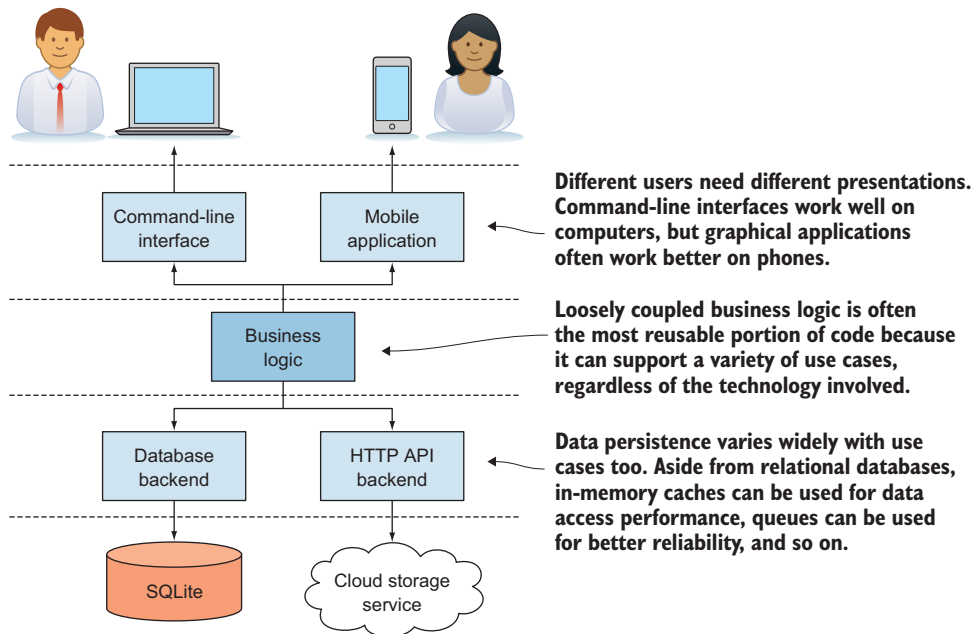 Command-line
interface
Mobile
application
Different users need different presentations.
Command-line interfaces work well on
computers, but graphical applications
often work better on phones.
Business
logic
Loosely coupled business logic is often
the most reusable portion of code because
it can support a variety of use cases,
regardless of the technology involved.
Database
backend
HTTP API
backend
Data persistence varies widely with use
cases too. Aside from relational databases,
in-memory caches can be used for data
access performance, queues can be used
for better reliability, and so on.
SQLite
Cloud storage
service